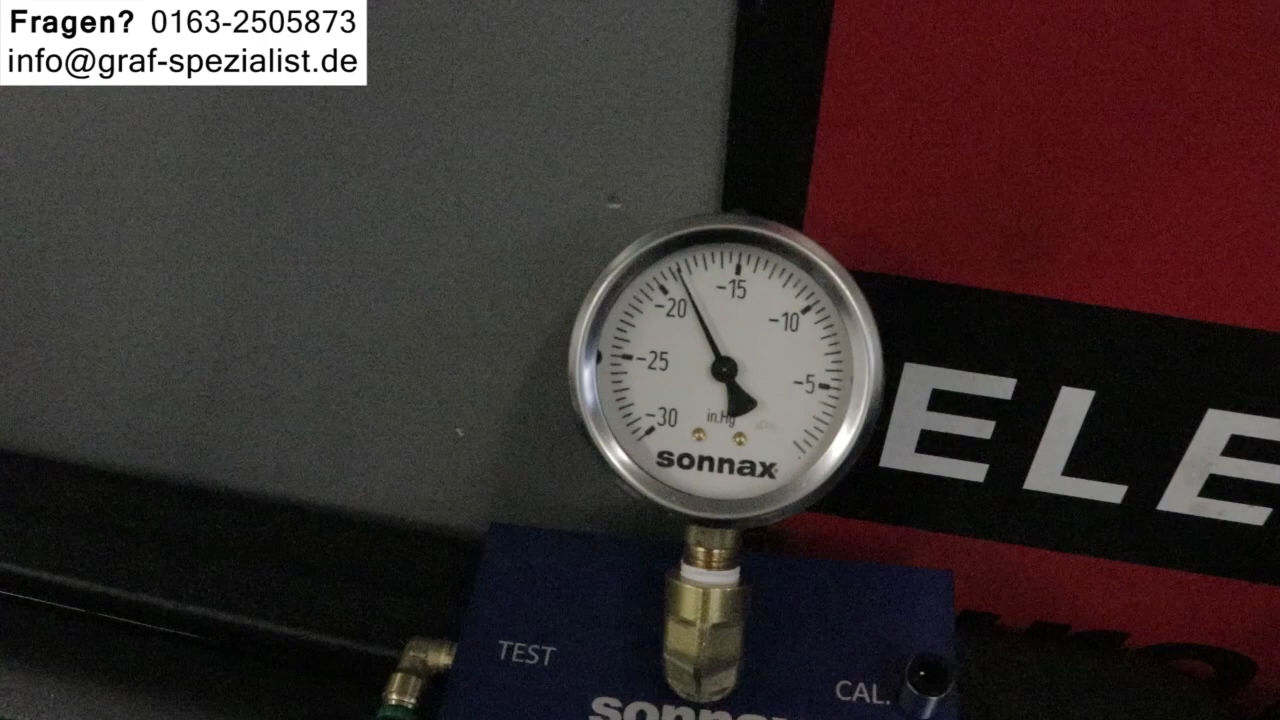 Fragen? 0163-2505873
info@graf-spezialist.de
-15
-20
-10
-25
-5
-30
in.Hg
sonnax
ELE
TEST
CAL.
sonnax